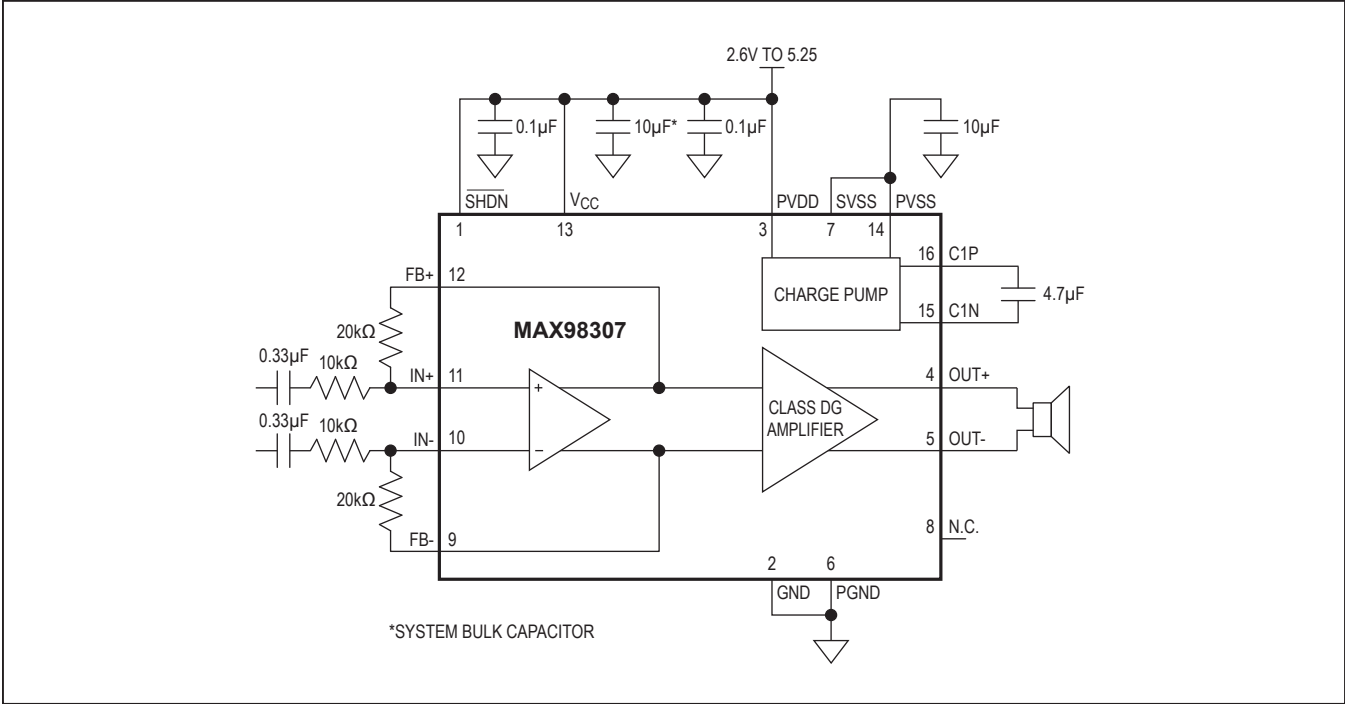 2.6V TO 5.25
0.1µF
10µF*
0.1µF
10µF
SHDN
VCC
PVDD
SVSS
PVSS
1
13
3
7
14
16 C1P
CHARGE PUMP
4.7µF
15 C1N
FB+ 12
MAX98307
20kΩ
0.33µF
10kΩ
IN+ 11
+
4 OUT+
CLASS DG
AMPLIFIER
0.33µF
10kΩ
IN- 10
−
5 OUT-
20kΩ
FB- 9
8 N.C.
2
6
GND
PGND
*SYSTEM BULK CAPACITOR